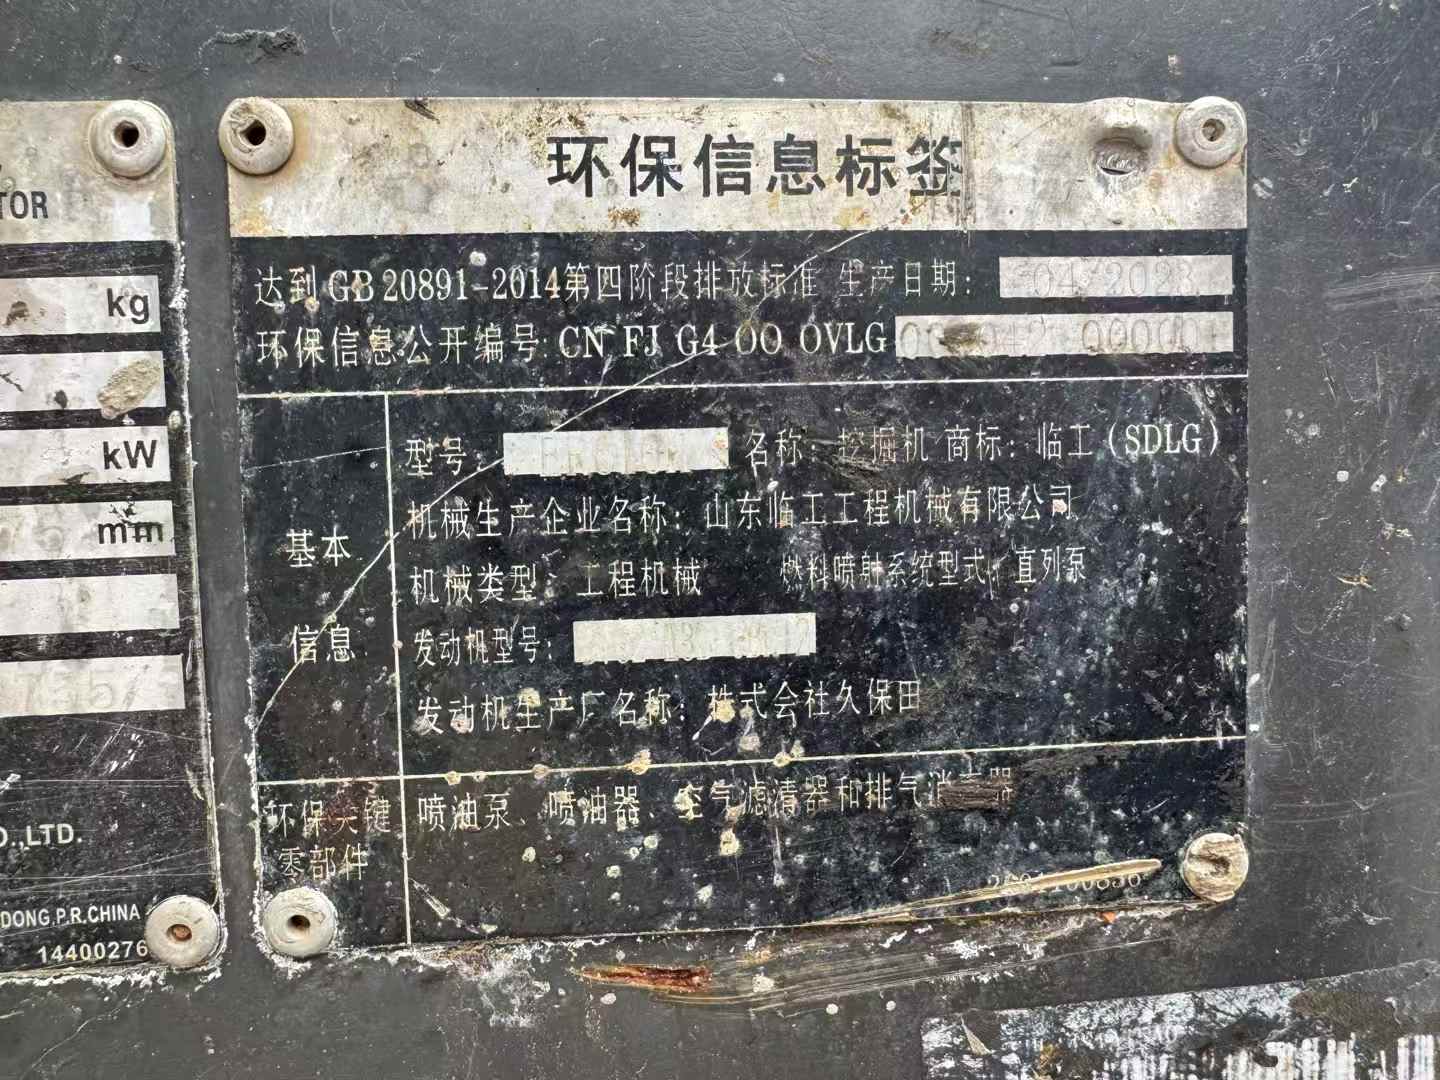 TOR
kg
kW
mm
O.,LTD.
DONG,P.R.CHINA
14400276
环保信息标签
达到GB 20891-2014第四阶段排放标准 生产日期: 04/2023
环保信息公开编号: CN FJ G4 00 0VLG
型号: 名称: 挖掘机 商标: 临工(SDLG)
机械生产企业名称: 山东临工工程机械有限公司
基本
信息
机械类型: 工程机械 燃料喷射系统型式: 直列泵
发动机型号:
发动机生产厂名称: 株式会社久保田
环保关键
零部件
喷油泵、喷油器、空气滤清器和排气消音器